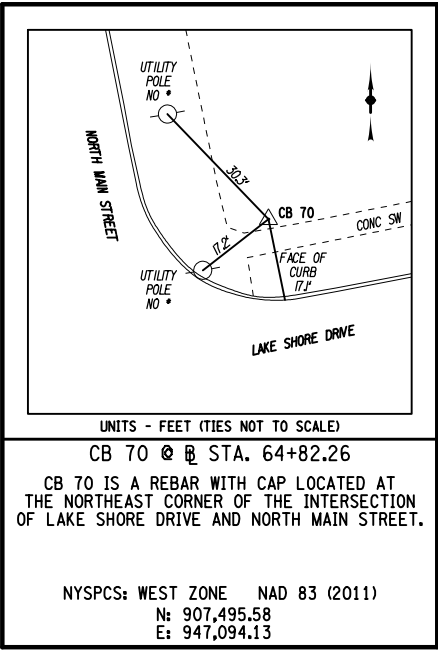 UTILITY
POLE
NO *
NORTH MAIN STREET
30.3'
CB 70
17.2'
CONC SW
FACE OF
CURB
17.1'
UTILITY
POLE
NO *
LAKE SHORE DRIVE
UNITS - FEET (TIES NOT TO SCALE)
CB 70 @ BL STA. 64+82.26
CB 70 IS A REBAR WITH CAP LOCATED AT
THE NORTHEAST CORNER OF THE INTERSECTION
OF LAKE SHORE DRIVE AND NORTH MAIN STREET.
NYSPCS: WEST ZONE NAD 83 (2011)
N: 907,495.58
E: 947,094.13